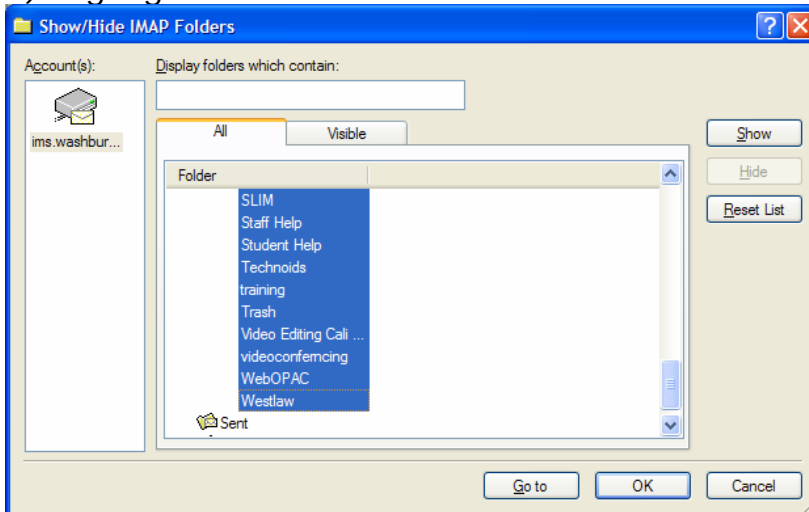 Show/Hide IMAP Folders
Account(s):
Display folders which contain:
ims.washbur...
All
Visible
Show
Hide
Reset List
Folder
SLIM
Staff Help
Student Help
Technoids
training
Trash
Video Editing Cali ...
videoconferncing
WebOPAC
Westlaw
Sent
Go to
OK
Cancel